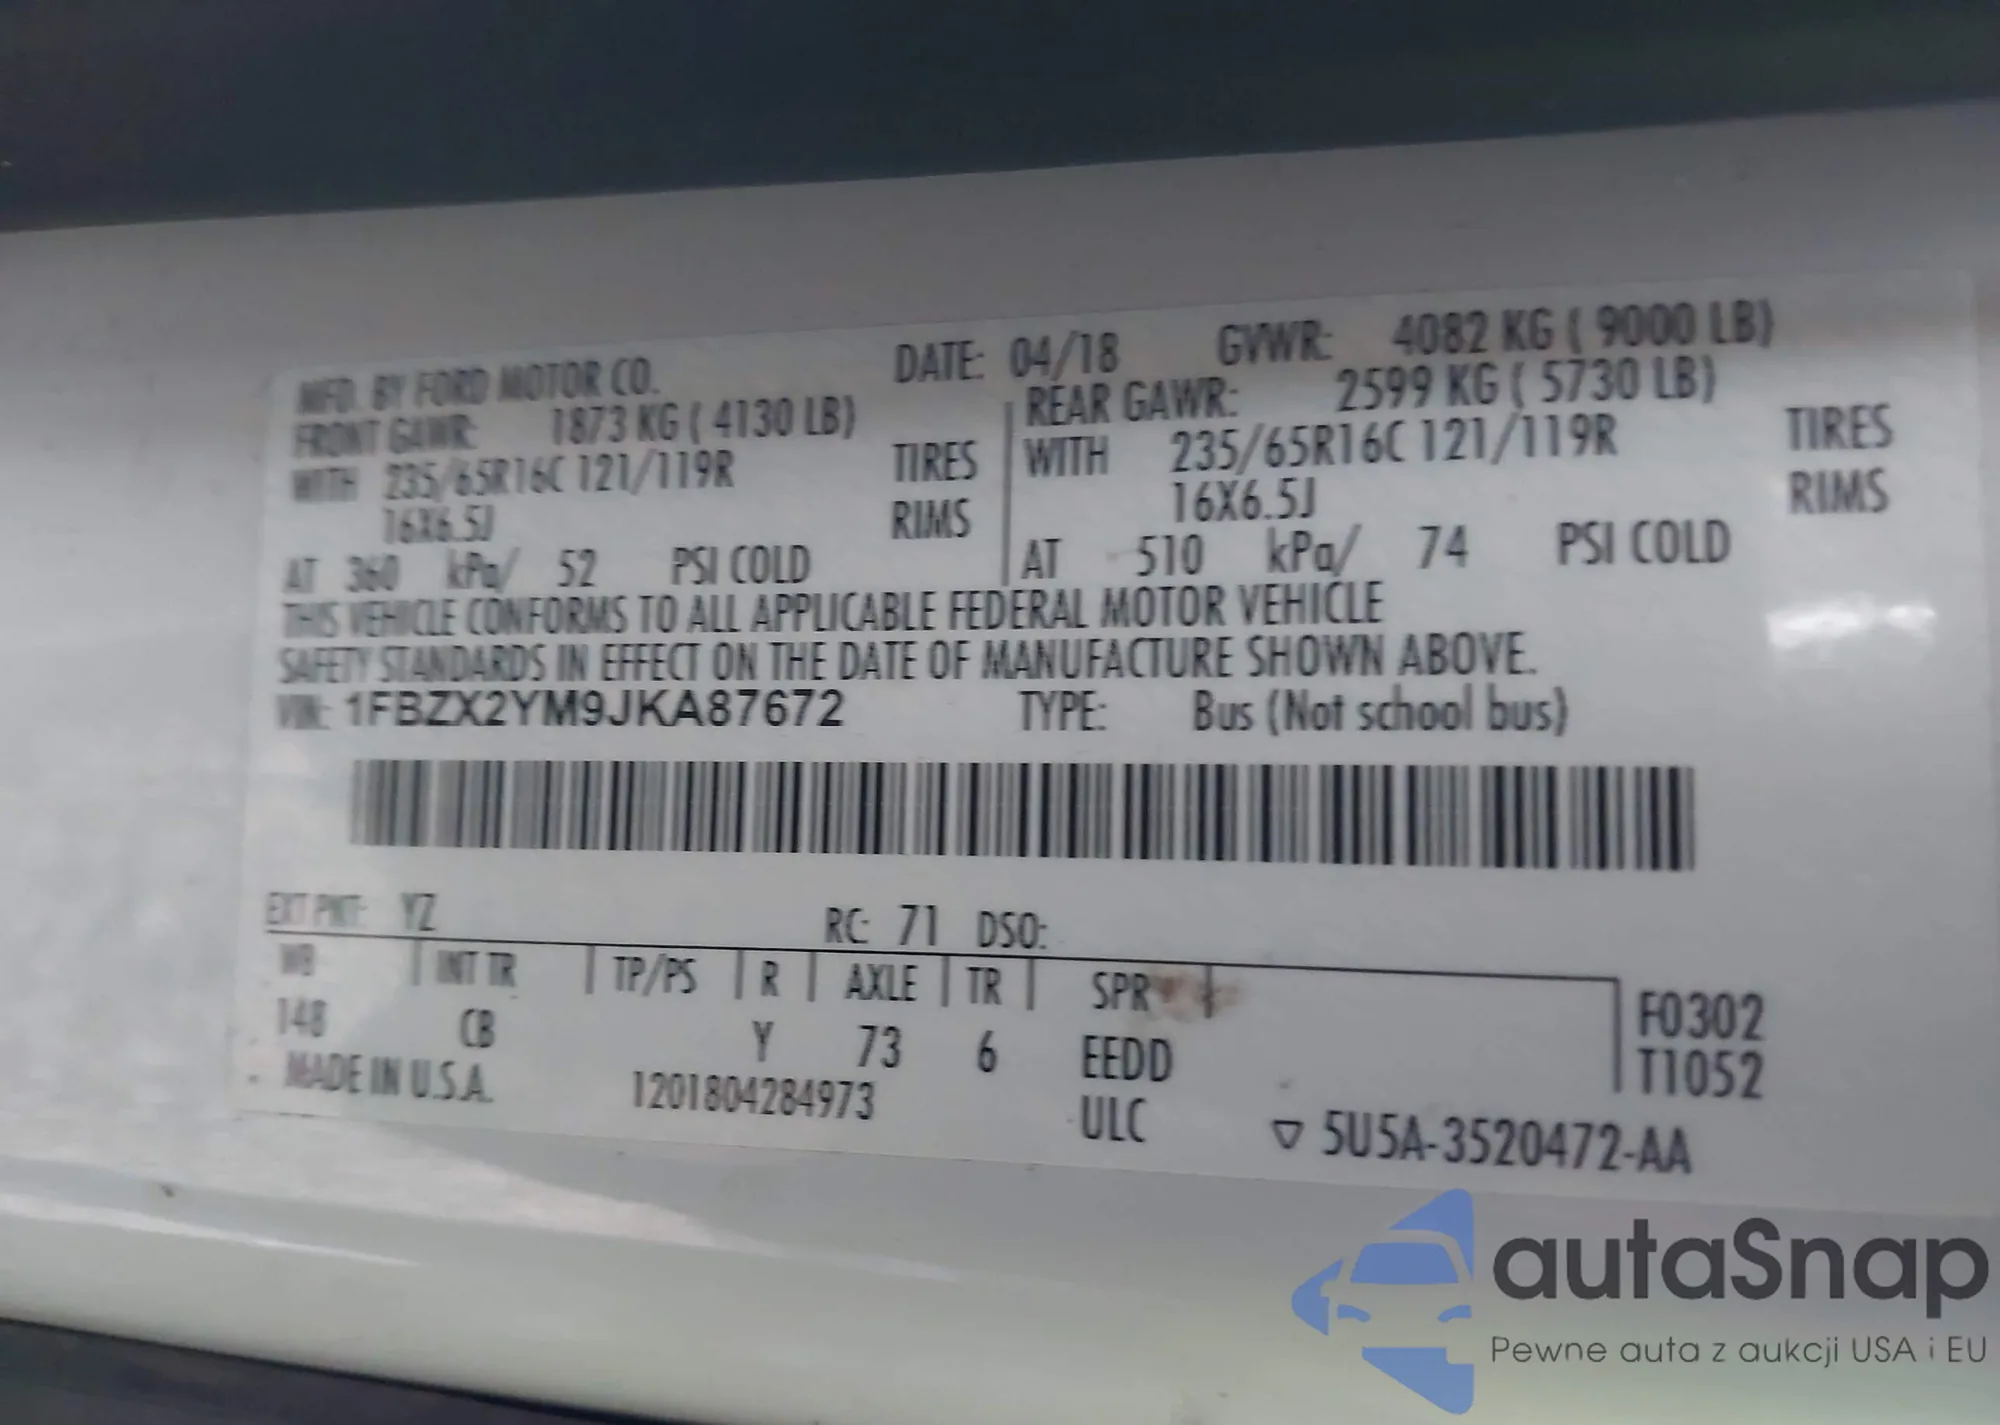 MFD. BY FORD MOTOR CO. DATE: 04/18 GVWR: 4082 KG ( 9000 LB)
FRONT GAWR: 1873 KG ( 4130 LB) REAR GAWR: 2599 KG ( 5730 LB)
WITH 235/65R16C 121/119R TIRES WITH 235/65R16C 121/119R TIRES
16X6.5J RIMS 16X6.5J RIMS
AT 360 kPa/ 52 PSI COLD AT 510 kPa/ 74 PSI COLD
THIS VEHICLE CONFORMS TO ALL APPLICABLE FEDERAL MOTOR VEHICLE
SAFETY STANDARDS IN EFFECT ON THE DATE OF MANUFACTURE SHOWN ABOVE.
VIN: 1FBZX2YM9JKA87672 TYPE: Bus (Not school bus)
EXT PNT: YZ RC: 71 DSO:
WB INT TR TP/PS R AXLE TR SPR F0302
148 CB Y 73 6 EEDD T1052
MADE IN U.S.A. 1201804284973 ULC ▽ 5U5A-3520472-AA
autaSnap
Pewne auta z aukcji USA i EU